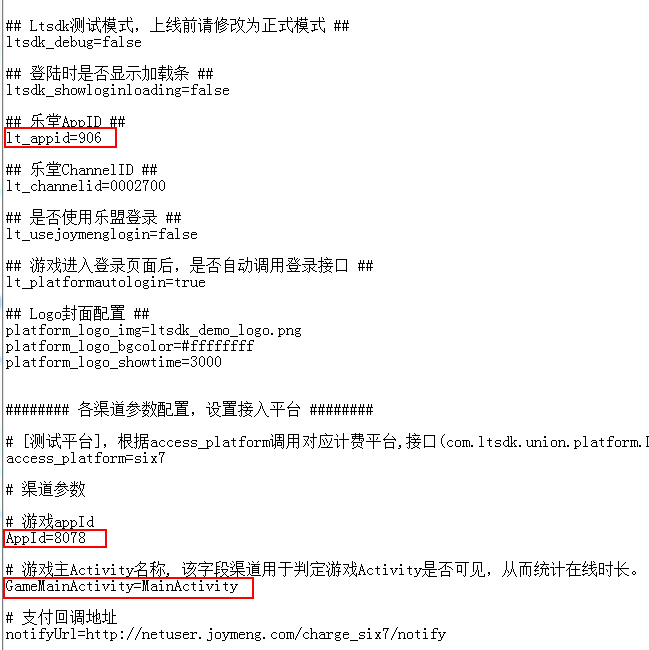 ## Ltsdk测试模式，上线前请修改为正式模式 ##
ltsdk_debug=false
## 登陆时是否显示加载条 ##
ltsdk_showloginloading=false
## 乐堂AppID ##
lt_appid=906
## 乐堂ChannelID ##
lt_channelid=0002700
## 是否使用乐盟登录 ##
lt_usejoymenglogin=false
## 游戏进入登录页面后，是否自动调用登录接口 ##
lt_platformautologin=true
## Logo封面配置 ##
platform_logo_img=ltsdk_demo_logo.png
platform_logo_bgcolor=#ffffffff
platform_logo_showtime=3000
######## 各渠道参数配置，设置接入平台 ########
# [测试平台]，根据access_platform调用对应计费平台,接口(com.ltsdk.union.platform.
access_platform=six7
# 渠道参数
# 游戏appId
AppId=8078
# 游戏主Activity名称，该字段渠道用于判定游戏Activity是否可见，从而统计在线时长。
GameMainActivity=MainActivity
# 支付回调地址
notifyUrl=http://netuser.joymeng.com/charge_six7/notify